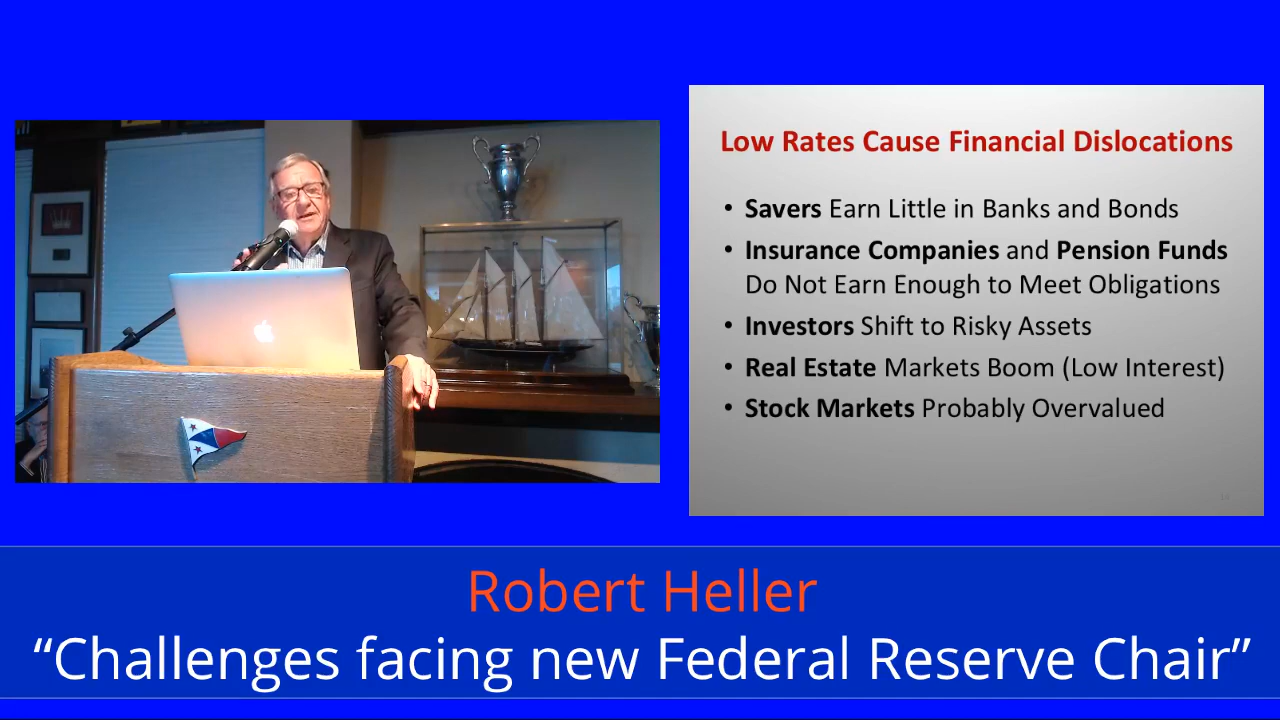 Low Rates Cause Financial Dislocations
• Savers Earn Little in Banks and Bonds
• Insurance Companies and Pension Funds
Do Not Earn Enough to Meet Obligations
• Investors Shift to Risky Assets
• Real Estate Markets Boom (Low Interest)
• Stock Markets Probably Overvalued
Robert Heller
“Challenges facing new Federal Reserve Chair”